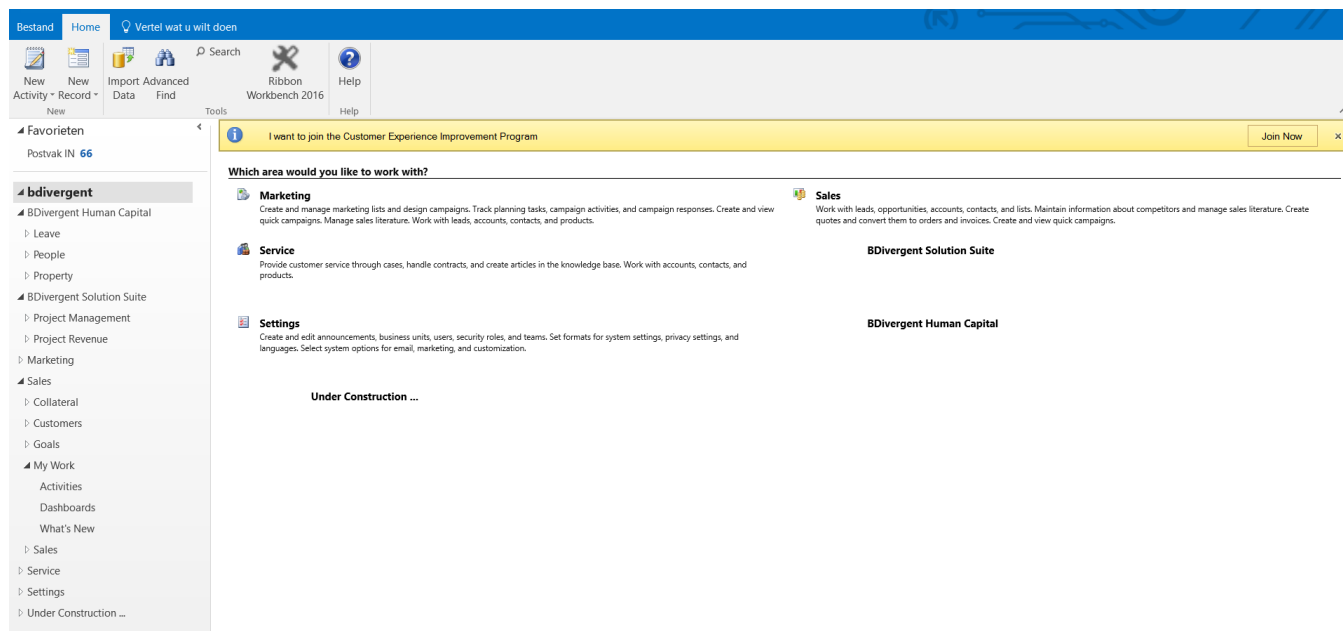 Bestand Home Vertel wat u wilt doen
New Activity New Record Import Data Advanced Find Search Ribbon Workbench 2016 Help
New Tools Help
Favorieten
Postvak IN 66
bdivergent
BDivergent Human Capital
Leave
People
Property
BDivergent Solution Suite
Project Management
Project Revenue
Marketing
Sales
Collateral
Customers
Goals
My Work
Activities
Dashboards
What's New
Sales
Service
Settings
Under Construction ...
I want to join the Customer Experience Improvement Program
Join Now
Which area would you like to work with?
Marketing
Create and manage marketing lists and design campaigns. Track planning tasks, campaign activities, and campaign responses. Create and view
quick campaigns. Manage sales literature. Work with leads, accounts, contacts, and products.
Sales
Work with leads, opportunities, accounts, contacts, and lists. Maintain information about competitors and manage sales literature. Create
quotes and convert them to orders and invoices. Create and view quick campaigns.
Service
Provide customer service through cases, handle contracts, and create articles in the knowledge base. Work with accounts, contacts, and
products.
BDivergent Solution Suite
Settings
Create and edit announcements, business units, users, security roles, and teams. Set formats for system settings, privacy settings, and
languages. Select system options for email, marketing, and customization.
BDivergent Human Capital
Under Construction ...